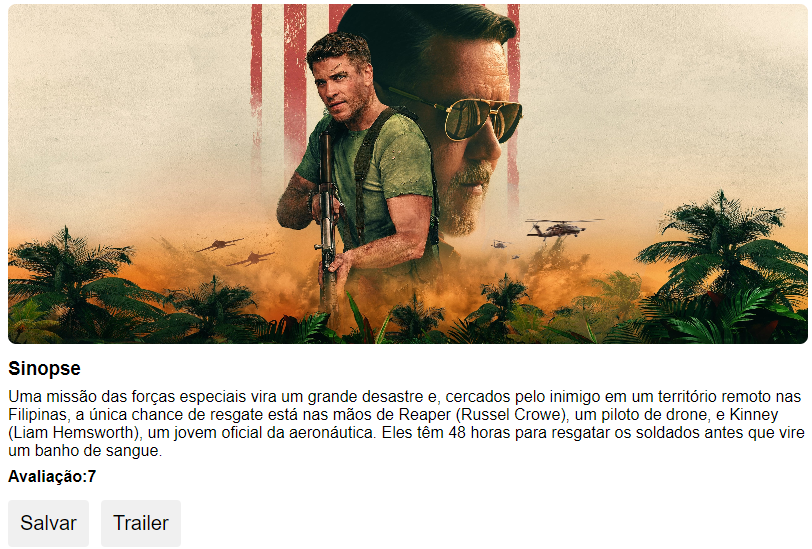 Sinopse
Uma missão das forças especiais vira um grande desastre e, cercados pelo inimigo em um território remoto nas
Filipinas, a única chance de resgate está nas mãos de Reaper (Russel Crowe), um piloto de drone, e Kinney
(Liam Hemsworth), um jovem oficial da aeronáutica. Eles têm 48 horas para resgatar os soldados antes que vire
um banho de sangue.
Avaliação:7
Salvar Trailer